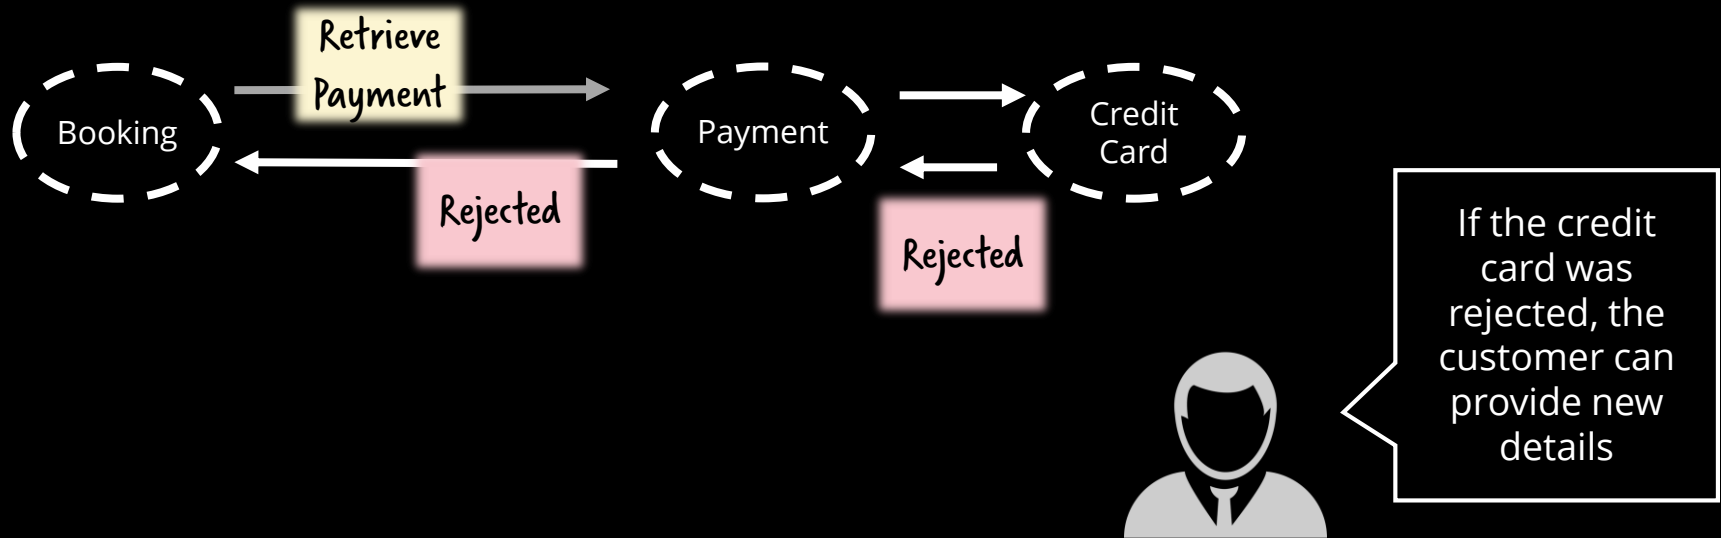 Retrieve
Payment
Booking
Payment
Credit
Card
Rejected
Rejected
If the credit
card was
rejected, the
customer can
provide new
details